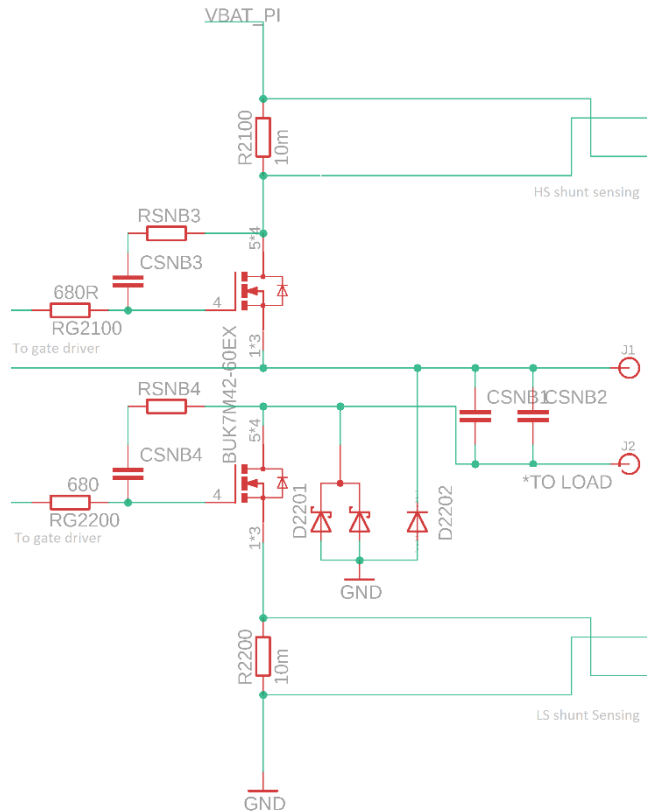 VBAT_PI
R2100
10m
HS shunt sensing
RSNB3
5*4
CSNB3
680R
4
RG2100
1*3
To gate driver
J1
BUK7M42-60EX
RSNB4
CSNB1
CSNB2
5*4
CSNB4
J2
680
4
*TO LOAD
RG2200
D2201
D2202
To gate driver
1*3
GND
R2200
10m
LS shunt Sensing
GND